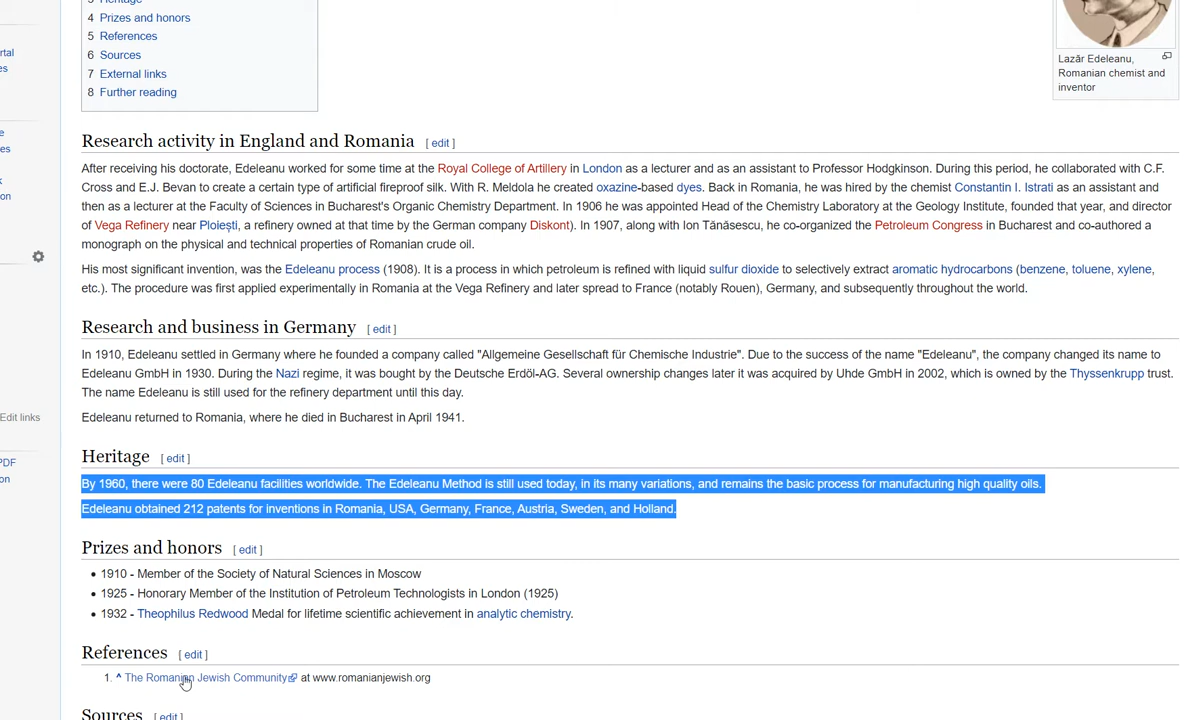 Heritage
4 Prizes and honors
5 References
6 Sources
7 External links
8 Further reading
Lazăr Edeleanu,
Romanian chemist and
inventor
Research activity in England and Romania [ edit ]
After receiving his doctorate, Edeleanu worked for some time at the Royal College of Artillery in London as a lecturer and as an assistant to Professor Hodgkinson. During this period, he collaborated with C.F.
Cross and E.J. Bevan to create a certain type of artificial fireproof silk. With R. Meldola he created oxazine-based dyes. Back in Romania, he was hired by the chemist Constantin I. Istrati as an assistant and
then as a lecturer at the Faculty of Sciences in Bucharest's Organic Chemistry Department. In 1906 he was appointed Head of the Chemistry Laboratory at the Geology Institute, founded that year, and director
of Vega Refinery near Ploiești, a refinery owned at that time by the German company Diskont). In 1907, along with Ion Tănăsescu, he co-organized the Petroleum Congress in Bucharest and co-authored a
monograph on the physical and technical properties of Romanian crude oil.
His most significant invention, was the Edeleanu process (1908). It is a process in which petroleum is refined with liquid sulfur dioxide to selectively extract aromatic hydrocarbons (benzene, toluene, xylene,
etc.). The procedure was first applied experimentally in Romania at the Vega Refinery and later spread to France (notably Rouen), Germany, and subsequently throughout the world.
Research and business in Germany [ edit ]
In 1910, Edeleanu settled in Germany where he founded a company called "Allgemeine Gesellschaft für Chemische Industrie". Due to the success of the name "Edeleanu", the company changed its name to
Edeleanu GmbH in 1930. During the Nazi regime, it was bought by the Deutsche Erdöl-AG. Several ownership changes later it was acquired by Uhde GmbH in 2002, which is owned by the Thyssenkrupp trust.
The name Edeleanu is still used for the refinery department until this day.
Edeleanu returned to Romania, where he died in Bucharest in April 1941.
Edit links
Heritage [ edit ]
PDF
By 1960, there were 80 Edeleanu facilities worldwide. The Edeleanu Method is still used today, in its many variations, and remains the basic process for manufacturing high quality oils.
Edeleanu obtained 212 patents for inventions in Romania, USA, Germany, France, Austria, Sweden, and Holland.
Prizes and honors [ edit ]
• 1910 - Member of the Society of Natural Sciences in Moscow
• 1925 - Honorary Member of the Institution of Petroleum Technologists in London (1925)
• 1932 - Theophilus Redwood Medal for lifetime scientific achievement in analytic chemistry.
References [ edit ]
1. ^ The Romanian Jewish Community at www.romanianjewish.org
Sources [ edit ]